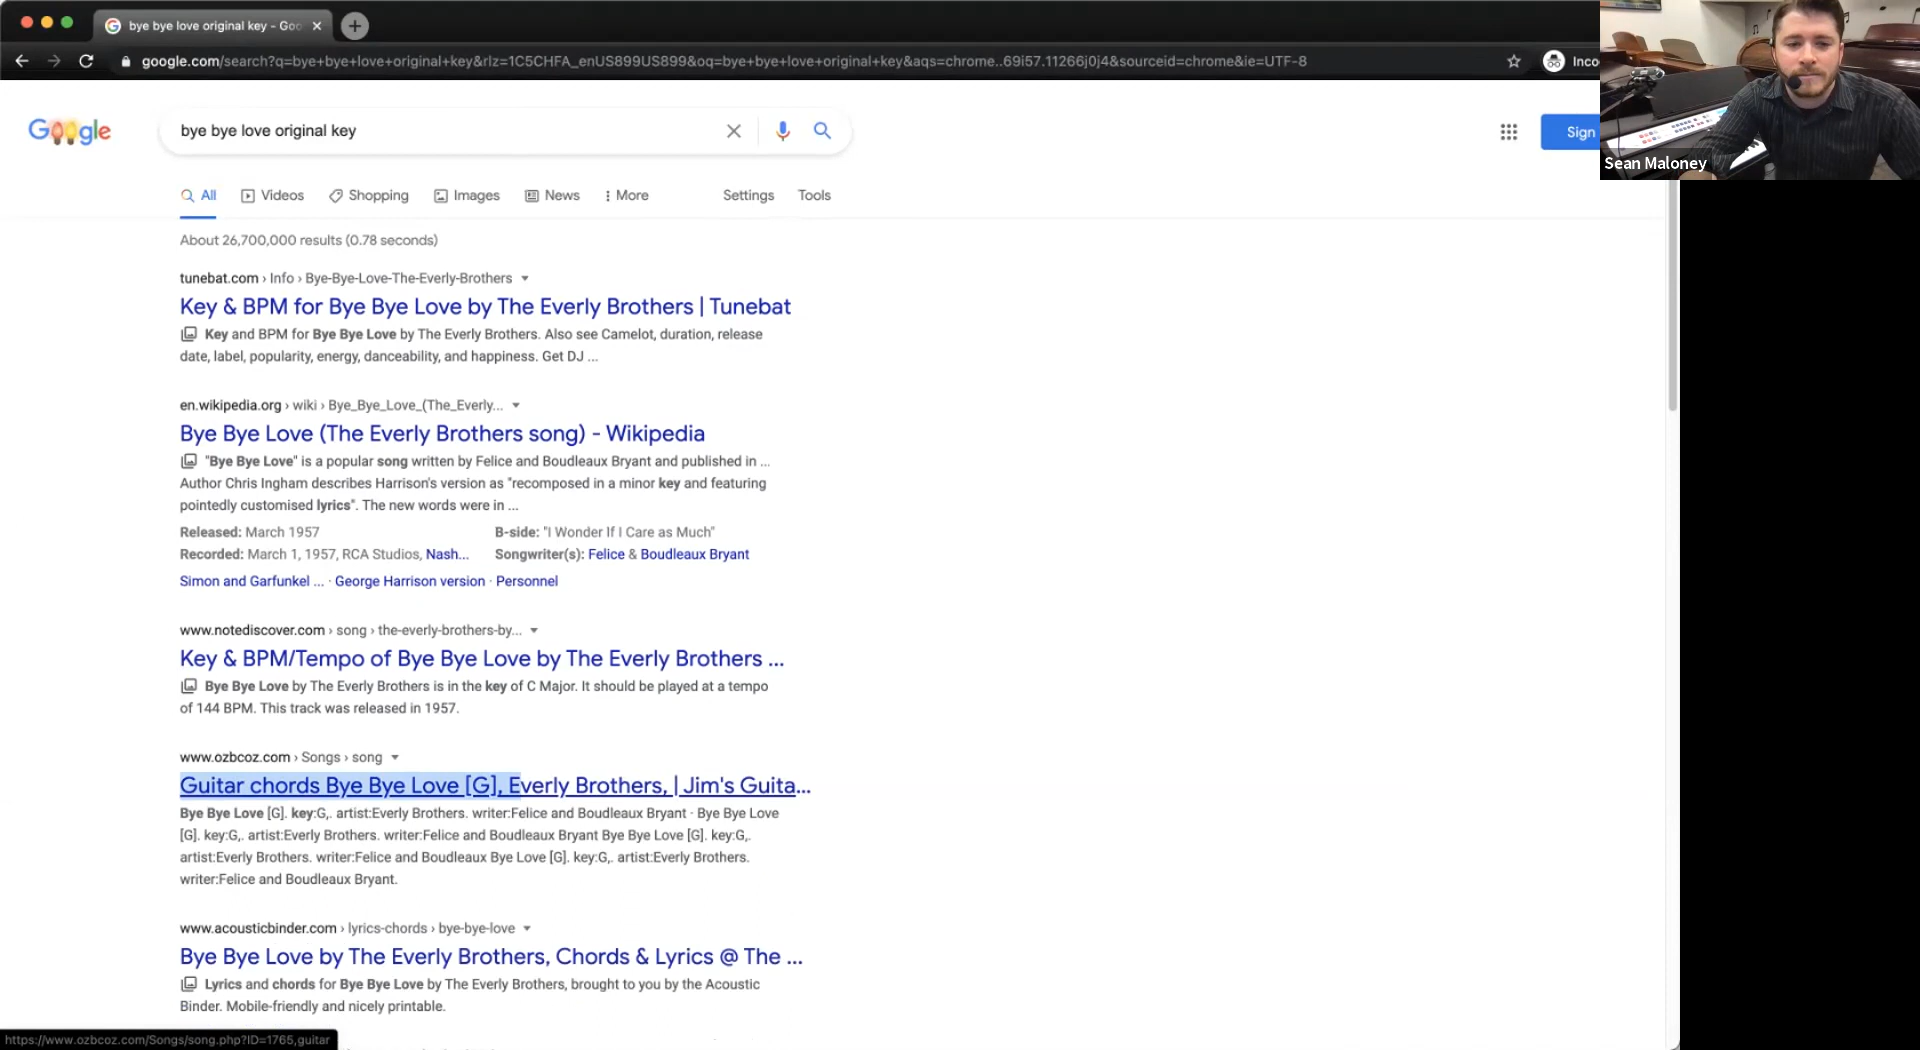 bye bye love original key - Goo
google.com/search?q=bye+bye+love+original+key&rlz=1C5CHFA_enUS899US899&oq=bye+bye+love+original+key&aqs=chrome..69i57.11266j0j4&sourceid=chrome&ie=UTF-8
Inco
Google
bye bye love original key
Sign
Sean Maloney
All Videos Shopping Images News More Settings Tools
About 26,700,000 results (0.78 seconds)
tunebat.com › Info › Bye-Bye-Love-The-Everly-Brothers
Key & BPM for Bye Bye Love by The Everly Brothers | Tunebat
Key and BPM for Bye Bye Love by The Everly Brothers. Also see Camelot, duration, release
date, label, popularity, energy, danceability, and happiness. Get DJ ...
en.wikipedia.org › wiki › Bye_Bye_Love_(The_Everly...
Bye Bye Love (The Everly Brothers song) - Wikipedia
"Bye Bye Love" is a popular song written by Felice and Boudleaux Bryant and published in ...
Author Chris Ingham describes Harrison's version as "recomposed in a minor key and featuring
pointedly customised lyrics". The new words were in ...
Released: March 1957 B-side: "I Wonder If I Care as Much"
Recorded: March 1, 1957, RCA Studios, Nash... Songwriter(s): Felice & Boudleaux Bryant
Simon and Garfunkel ... · George Harrison version · Personnel
www.notediscover.com › song › the-everly-brothers-by...
Key & BPM/Tempo of Bye Bye Love by The Everly Brothers ...
Bye Bye Love by The Everly Brothers is in the key of C Major. It should be played at a tempo
of 144 BPM. This track was released in 1957.
www.ozbcoz.com › Songs › song
Guitar chords Bye Bye Love [G], Everly Brothers, | Jim's Guita...
Bye Bye Love [G]. key:G,. artist:Everly Brothers. writer:Felice and Boudleaux Bryant · Bye Bye Love
[G]. key:G,. artist:Everly Brothers. writer:Felice and Boudleaux Bryant Bye Bye Love [G]. key:G,.
artist:Everly Brothers. writer:Felice and Boudleaux Bye Love [G]. key:G,. artist:Everly Brothers.
writer:Felice and Boudleaux Bryant.
www.acousticbinder.com › lyrics-chords › bye-bye-love
Bye Bye Love by The Everly Brothers, Chords & Lyrics @ The ...
Lyrics and chords for Bye Bye Love by The Everly Brothers, brought to you by the Acoustic
Binder. Mobile-friendly and nicely printable.
https://www.ozbcoz.com/Songs/song.php?ID=1765,guitar